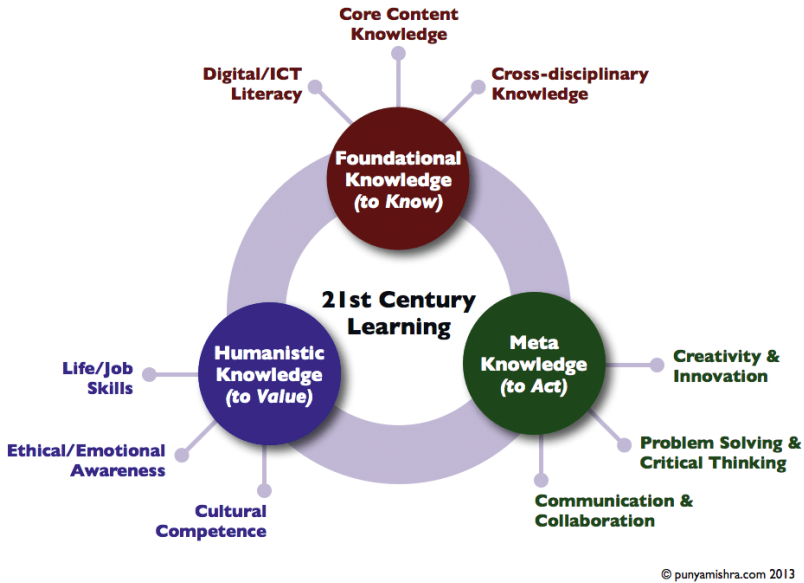 Core Content
Knowledge
Digital/ICT
Literacy
Cross-disciplinary
Knowledge
Foundational
Knowledge
(to Know)
21st Century
Learning
Humanistic
Knowledge
(to Value)
Meta
Knowledge
(to Act)
Life/Job
Skills
Ethical/Emotional
Awareness
Cultural
Competence
Creativity &
Innovation
Problem Solving &
Critical Thinking
Communication &
Collaboration
© punyamishra.com 2013